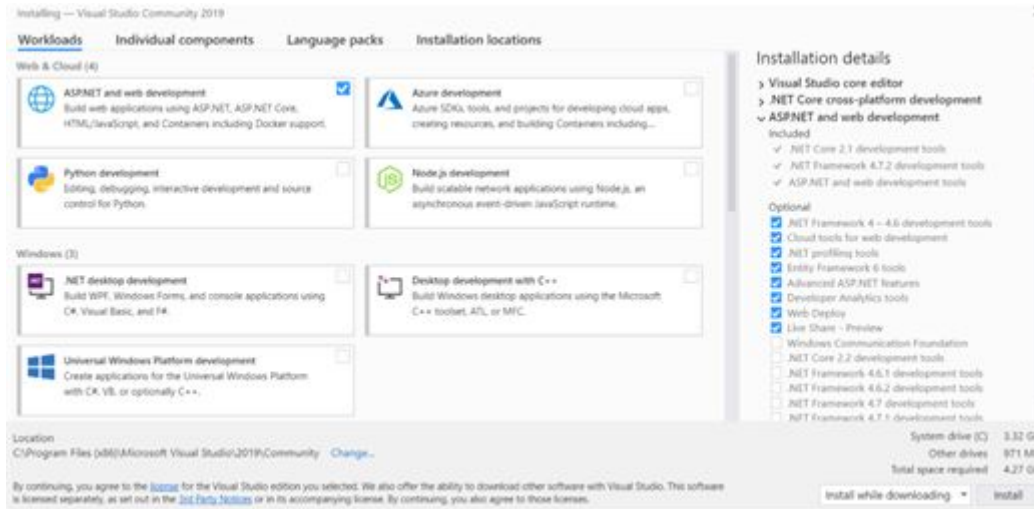 Installing — Visual Studio Community 2019
Workloads Individual components Language packs Installation locations
Web & Cloud (4)
ASP.NET and web development
Build web applications using ASP.NET, ASP.NET Core,
HTML/JavaScript, and Containers including Docker support.
Azure development
Azure SDKs, tools, and projects for developing cloud apps,
creating resources, and building Containers including...
Python development
Editing, debugging, interactive development and source
control for Python.
Node.js development
Build scalable network applications using Node.js, an
asynchronous event-driven JavaScript runtime.
Windows (3)
.NET desktop development
Build WPF, Windows Forms, and console applications using
C#, Visual Basic, and F#.
Desktop development with C++
Build Windows desktop applications using the Microsoft
C++ toolset, ATL, or MFC.
Universal Windows Platform development
Create applications for the Universal Windows Platform
with C#, VB, or optionally C++.
Installation details
Visual Studio core editor
.NET Core cross-platform development
ASP.NET and web development
Included
.NET Core 2.1 development tools
.NET Framework 4.7.2 development tools
ASP.NET and web development tools
Optional
.NET Framework 4 – 4.6 development tools
Cloud tools for web development
.NET profiling tools
Entity Framework 6 tools
Advanced ASP.NET features
Developer Analytics tools
Web Deploy
Live Share - Preview
Windows Communication Foundation
.NET Core 2.2 development tools
.NET Framework 4.6.1 development tools
.NET Framework 4.6.2 development tools
.NET Framework 4.7 development tools
.NET Framework 4.7.1 development tools
Location
C:\Program Files (x86)\Microsoft Visual Studio\2019\Community Change...
System drive (C) 3.32 G
Other drives 971 M
Total space required 4.27 G
By continuing, you agree to the license for the Visual Studio edition you selected. We also offer the ability to download other software with Visual Studio. This software
is licensed separately, as set out in the 3rd Party Notices or in its accompanying license. By continuing, you also agree to those licenses.
Install while downloading Install